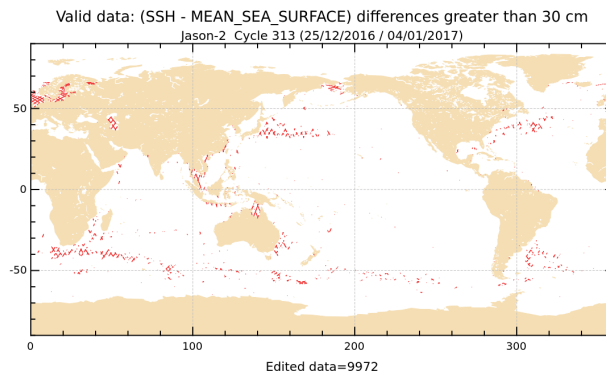 Valid data: (SSH - MEAN_SEA_SURFACE) differences greater than 30 cm
Jason-2 Cycle 313 (25/12/2016 / 04/01/2017)
50
0
-50
0 100 200 300
Edited data=9972